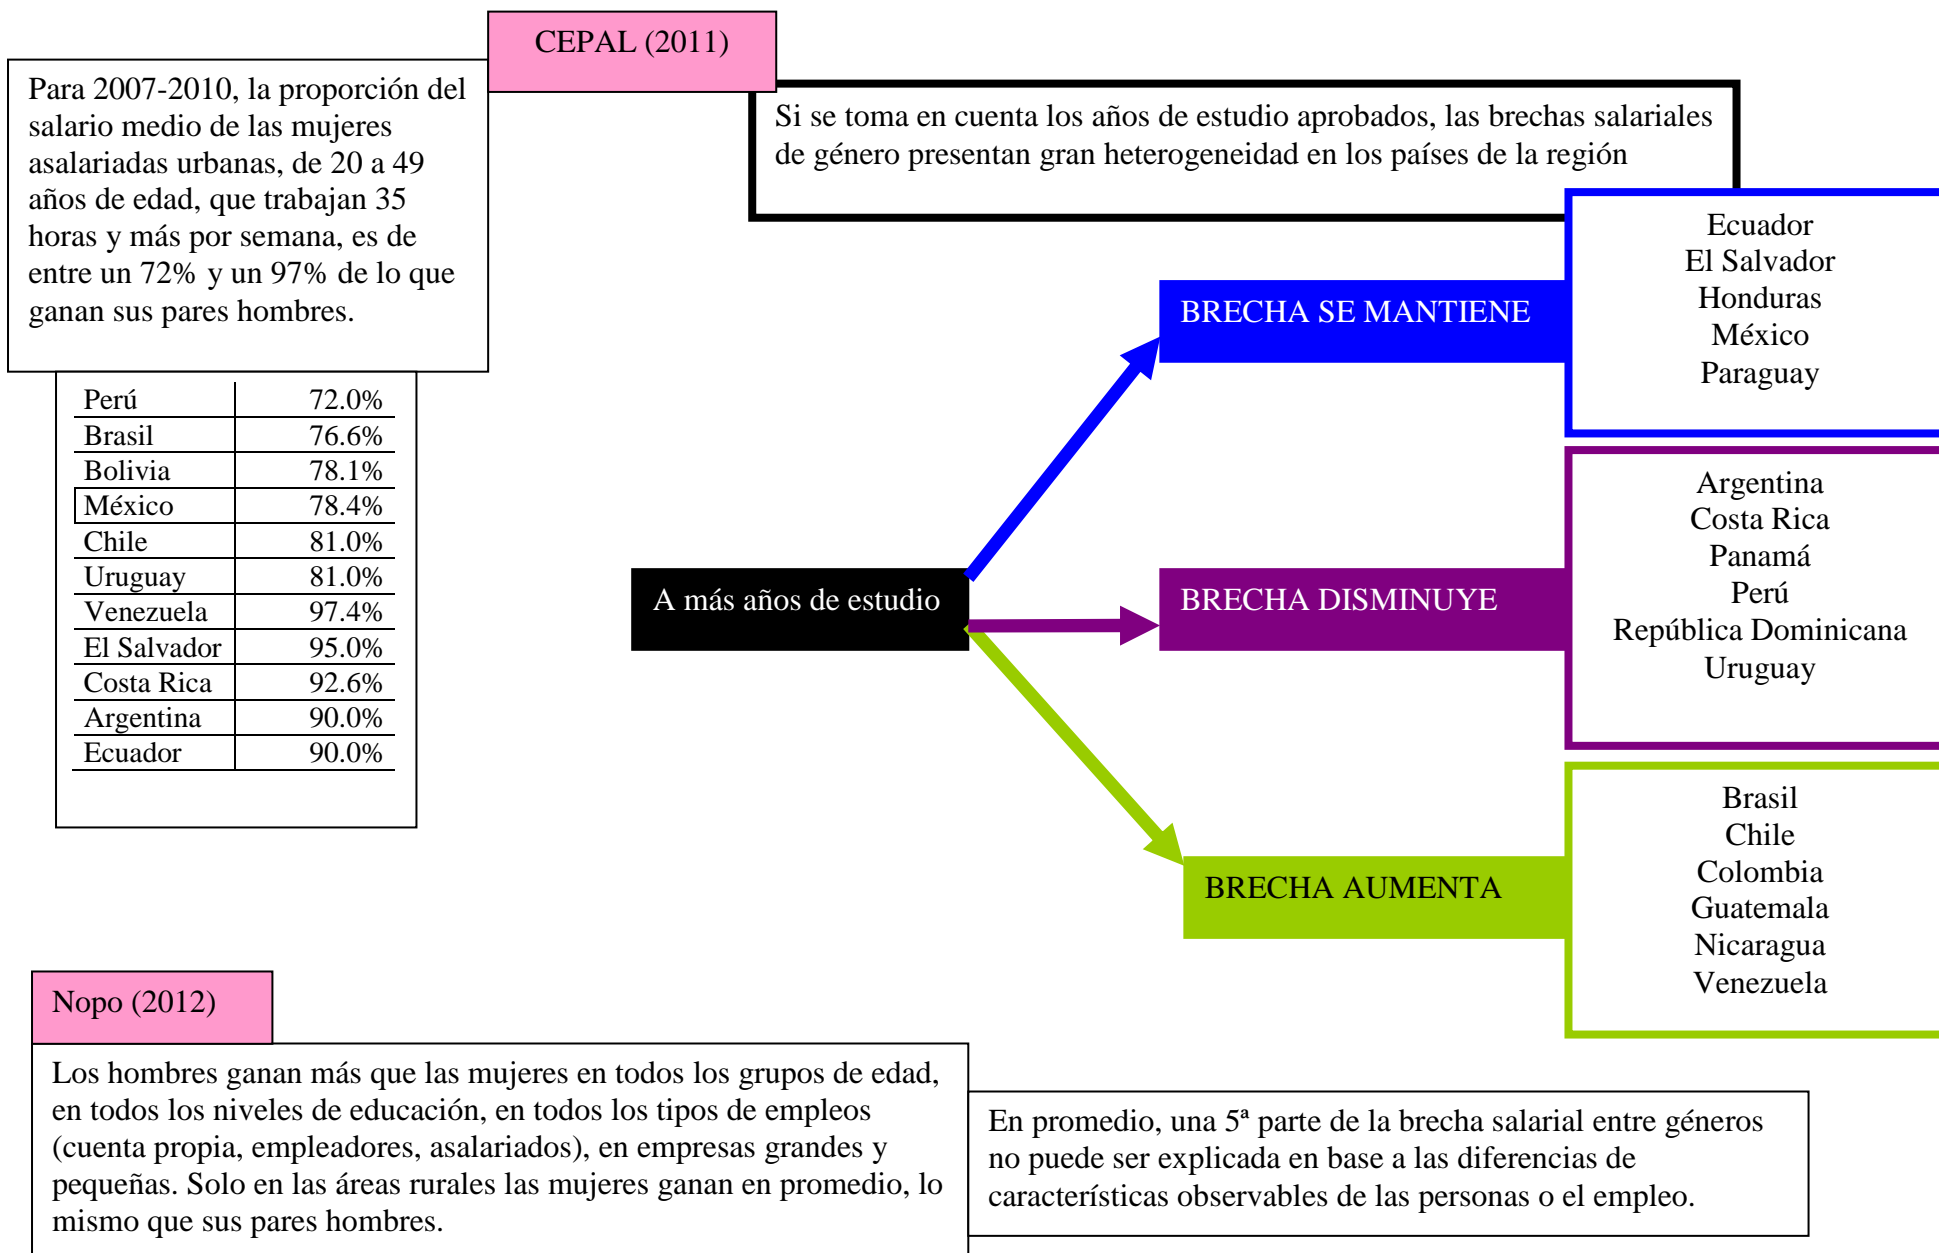 CEPAL (2011)
Para 2007-2010, la proporción del
salario medio de las mujeres
asalariadas urbanas, de 20 a 49
años de edad, que trabajan 35
horas y más por semana, es de
entre un 72% y un 97% de lo que
ganan sus pares hombres.
Perú 72.0%
Brasil 76.6%
Bolivia 78.1%
México 78.4%
Chile 81.0%
Uruguay 81.0%
Venezuela 97.4%
El Salvador 95.0%
Costa Rica 92.6%
Argentina 90.0%
Ecuador 90.0%
Si se toma en cuenta los años de estudio aprobados, las brechas salariales
de género presentan gran heterogeneidad en los países de la región
A más años de estudio
BRECHA SE MANTIENE
Ecuador
El Salvador
Honduras
México
Paraguay
BRECHA DISMINUYE
Argentina
Costa Rica
Panamá
Perú
República Dominicana
Uruguay
BRECHA AUMENTA
Brasil
Chile
Colombia
Guatemala
Nicaragua
Venezuela
Nopo (2012)
Los hombres ganan más que las mujeres en todos los grupos de edad,
en todos los niveles de educación, en todos los tipos de empleos
(cuenta propia, empleadores, asalariados), en empresas grandes y
pequeñas. Solo en las áreas rurales las mujeres ganan en promedio, lo
mismo que sus pares hombres.
En promedio, una 5ª parte de la brecha salarial entre géneros
no puede ser explicada en base a las diferencias de
características observables de las personas o el empleo.